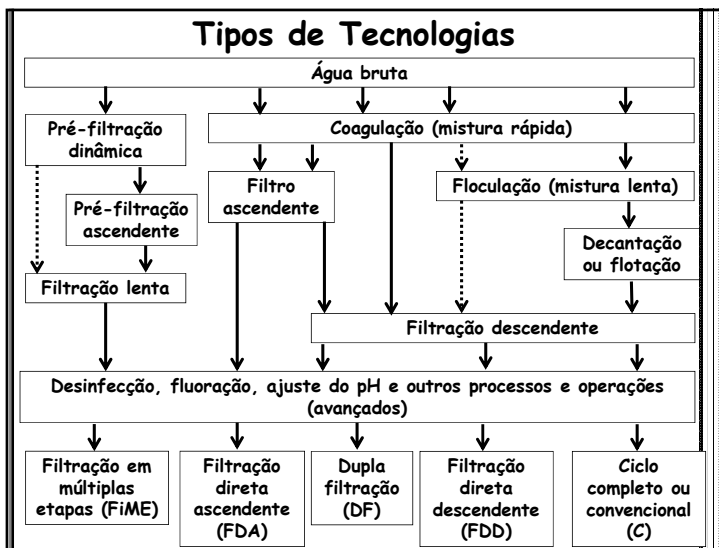 Tipos de Tecnologias
Água bruta
Pré-filtração
dinâmica
Coagulação (mistura rápida)
Filtro
ascendente
Floculação (mistura lenta)
Pré-filtração
ascendente
Decantação
ou flotação
Filtração lenta
Filtração descendente
Desinfecção, fluoração, ajuste do pH e outros processos e operações
(avançados)
Filtração em
múltiplas
etapas (FiME)
Filtração
direta
ascendente
(FDA)
Dupla
filtração
(DF)
Filtração
direta
descendente
(FDD)
Ciclo
completo ou
convencional
(C)